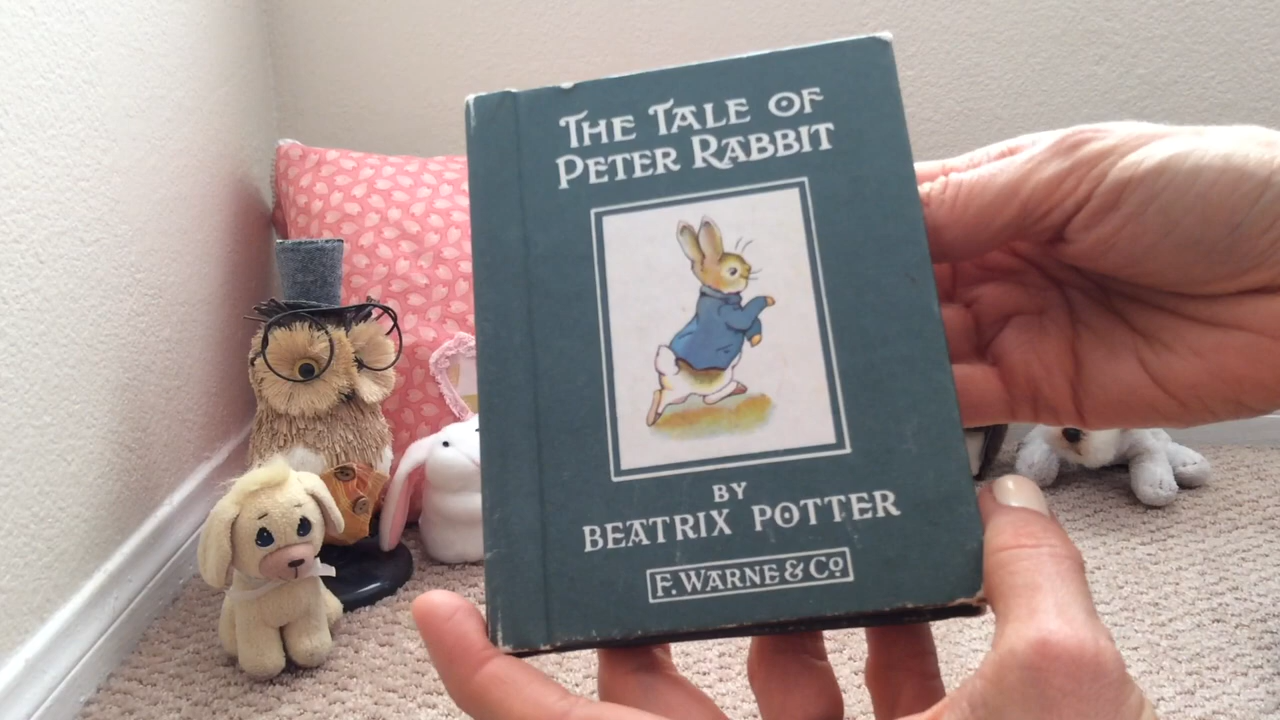 THE TALE OF
PETER RABBIT
BY
BEATRIX POTTER
F. WARNE & Co